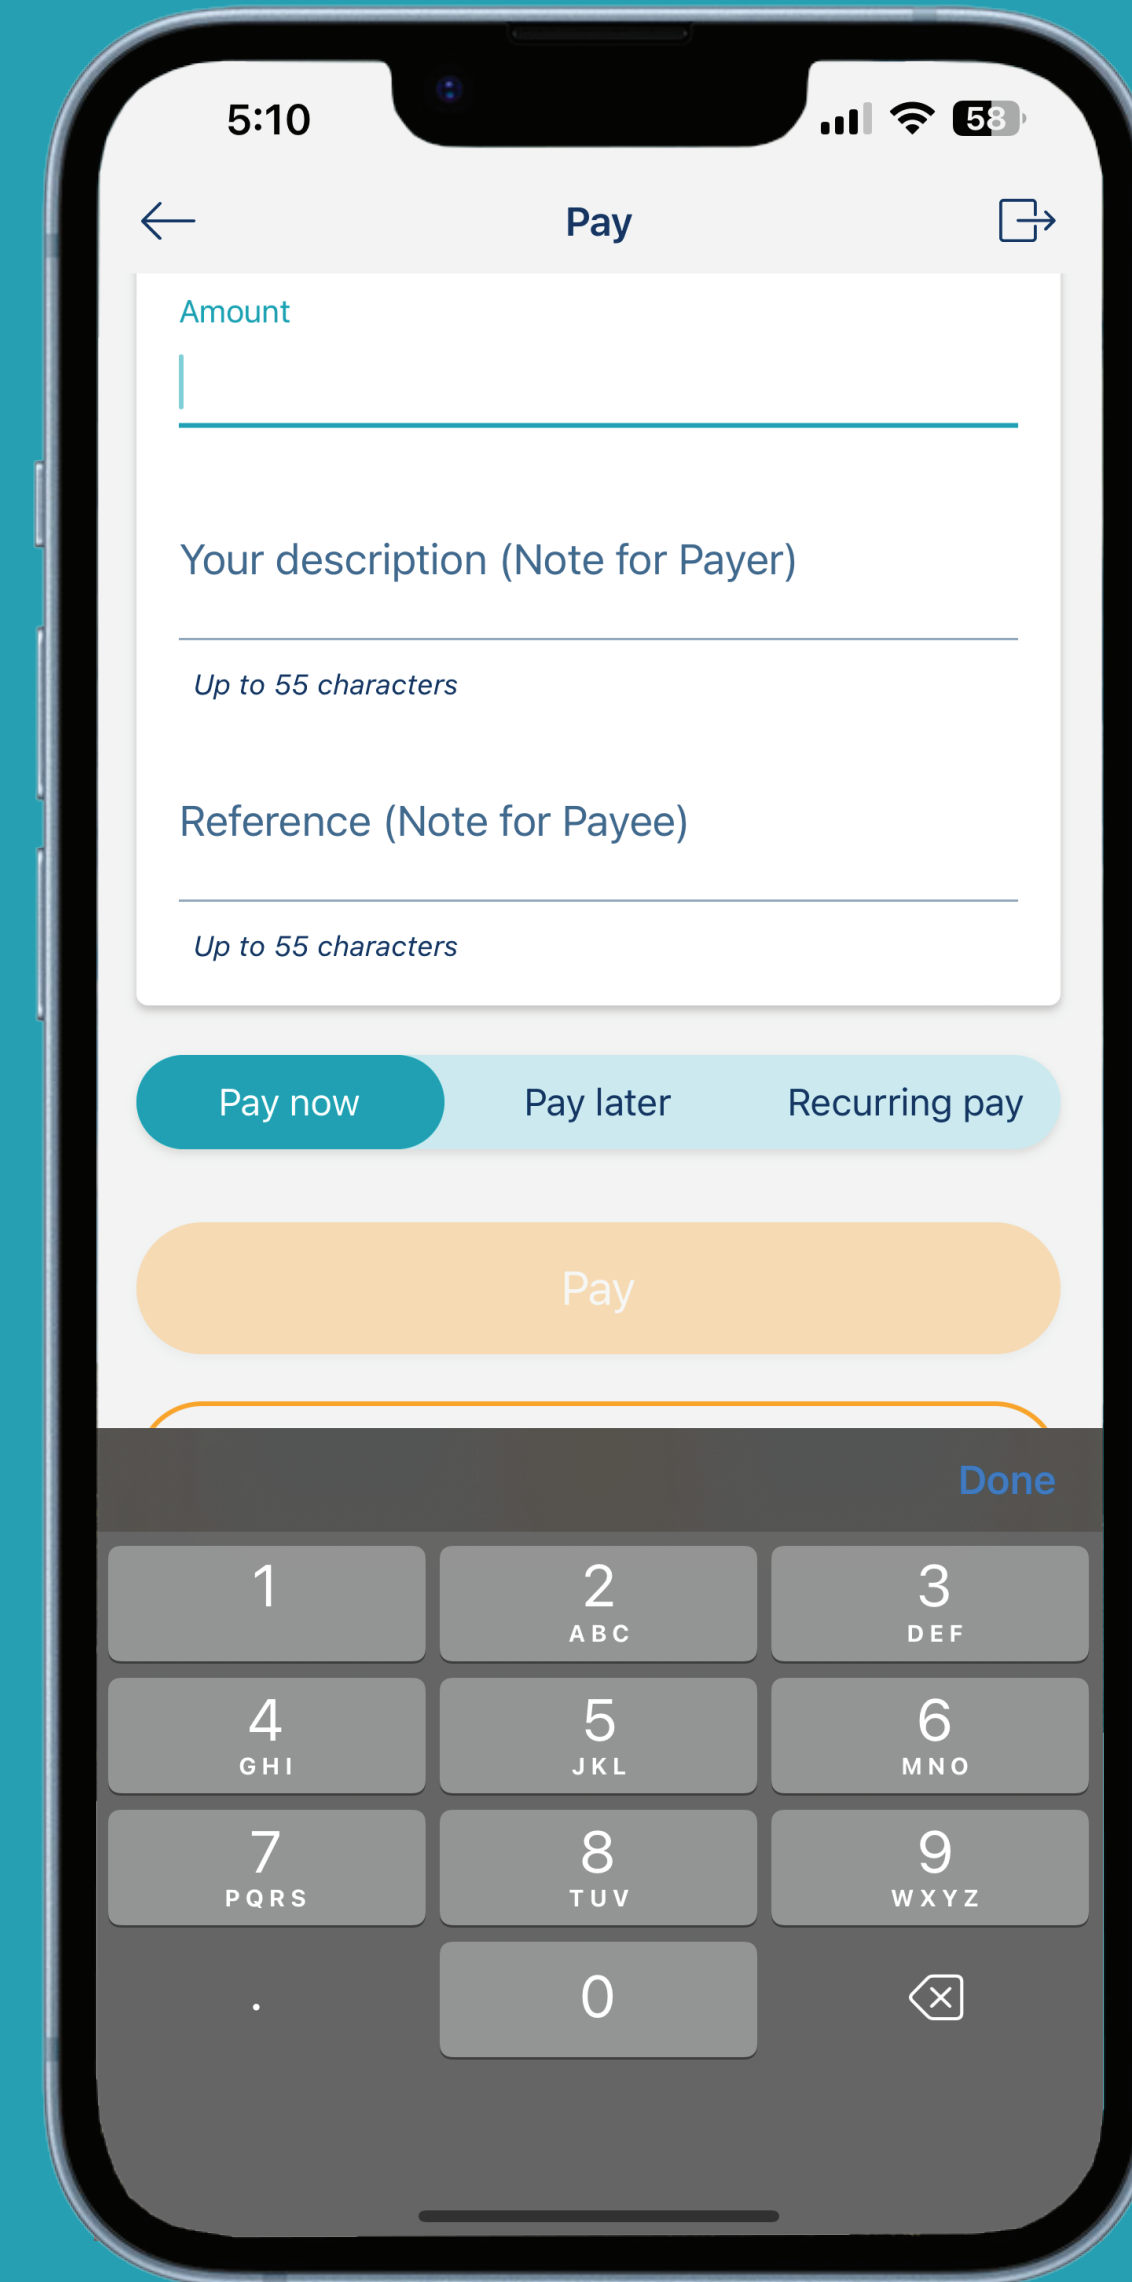 5:10
58
Pay
Amount
Your description (Note for Payer)
Up to 55 characters
Reference (Note for Payee)
Up to 55 characters
Pay now Pay later Recurring pay
Pay
Done
1 2 3
ABC DEF
4 5 6
GHI JKL MNO
7 8 9
PQRS TUV WXYZ
. 0